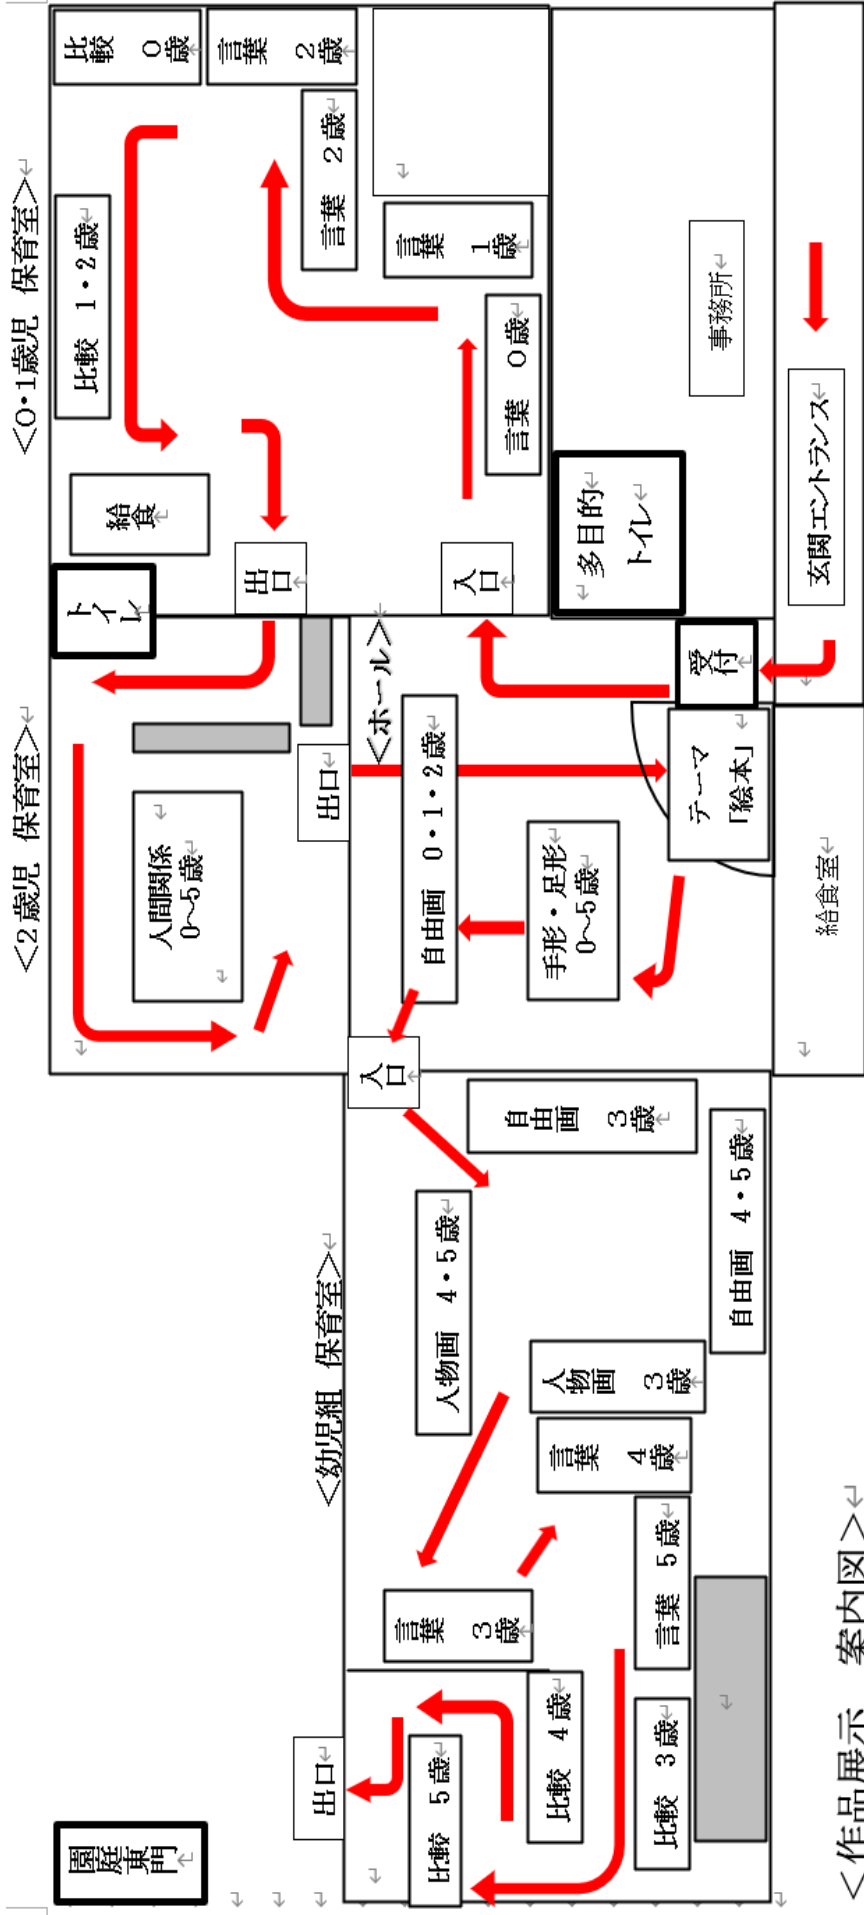 <作品展示　案内図>
園庭東門
出口
比較　5歳
比較　4歳
比較　3歳
言葉　3歳
言葉　5歳
言葉　4歳
人物画　3歳
<幼児組　保育室>
人物画　4・5歳
自由画　4・5歳
自由画　3歳
入口
<2歳児　保育室>
人間関係
0～5歳
出口
<ホール>
自由画　0・1・2歳
手形・足形
0～5歳
テーマ
「絵本」
給食室
受付
玄関エントランス
<0・1歳児　保育室>
トイレ
出口
入口
給食
比較　1・2歳
比較　0歳
言葉　2歳
言葉　2歳
言葉　1歳
言葉　0歳
多目的
トイレ
事務所